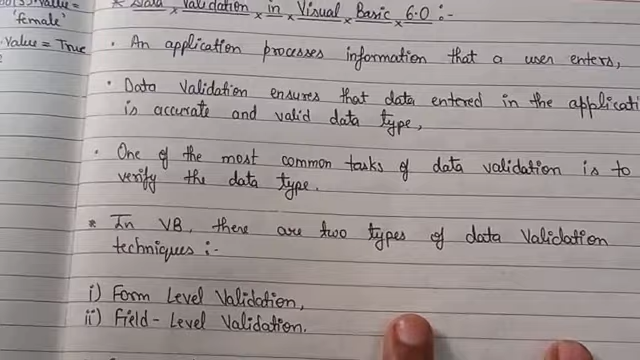 Value =
'female'
Value = True
* Data Validation in Visual Basic 6.0 :-
• An application processes information that a user enters,
• Data Validation ensures that data entered in the applicati
is accurate and valid data type,
• One of the most common tasks of data validation is to
verify the data type.
* In VB, there are two types of data Validation
techniques :-
i) Form Level Validation,
ii) Field-Level Validation.